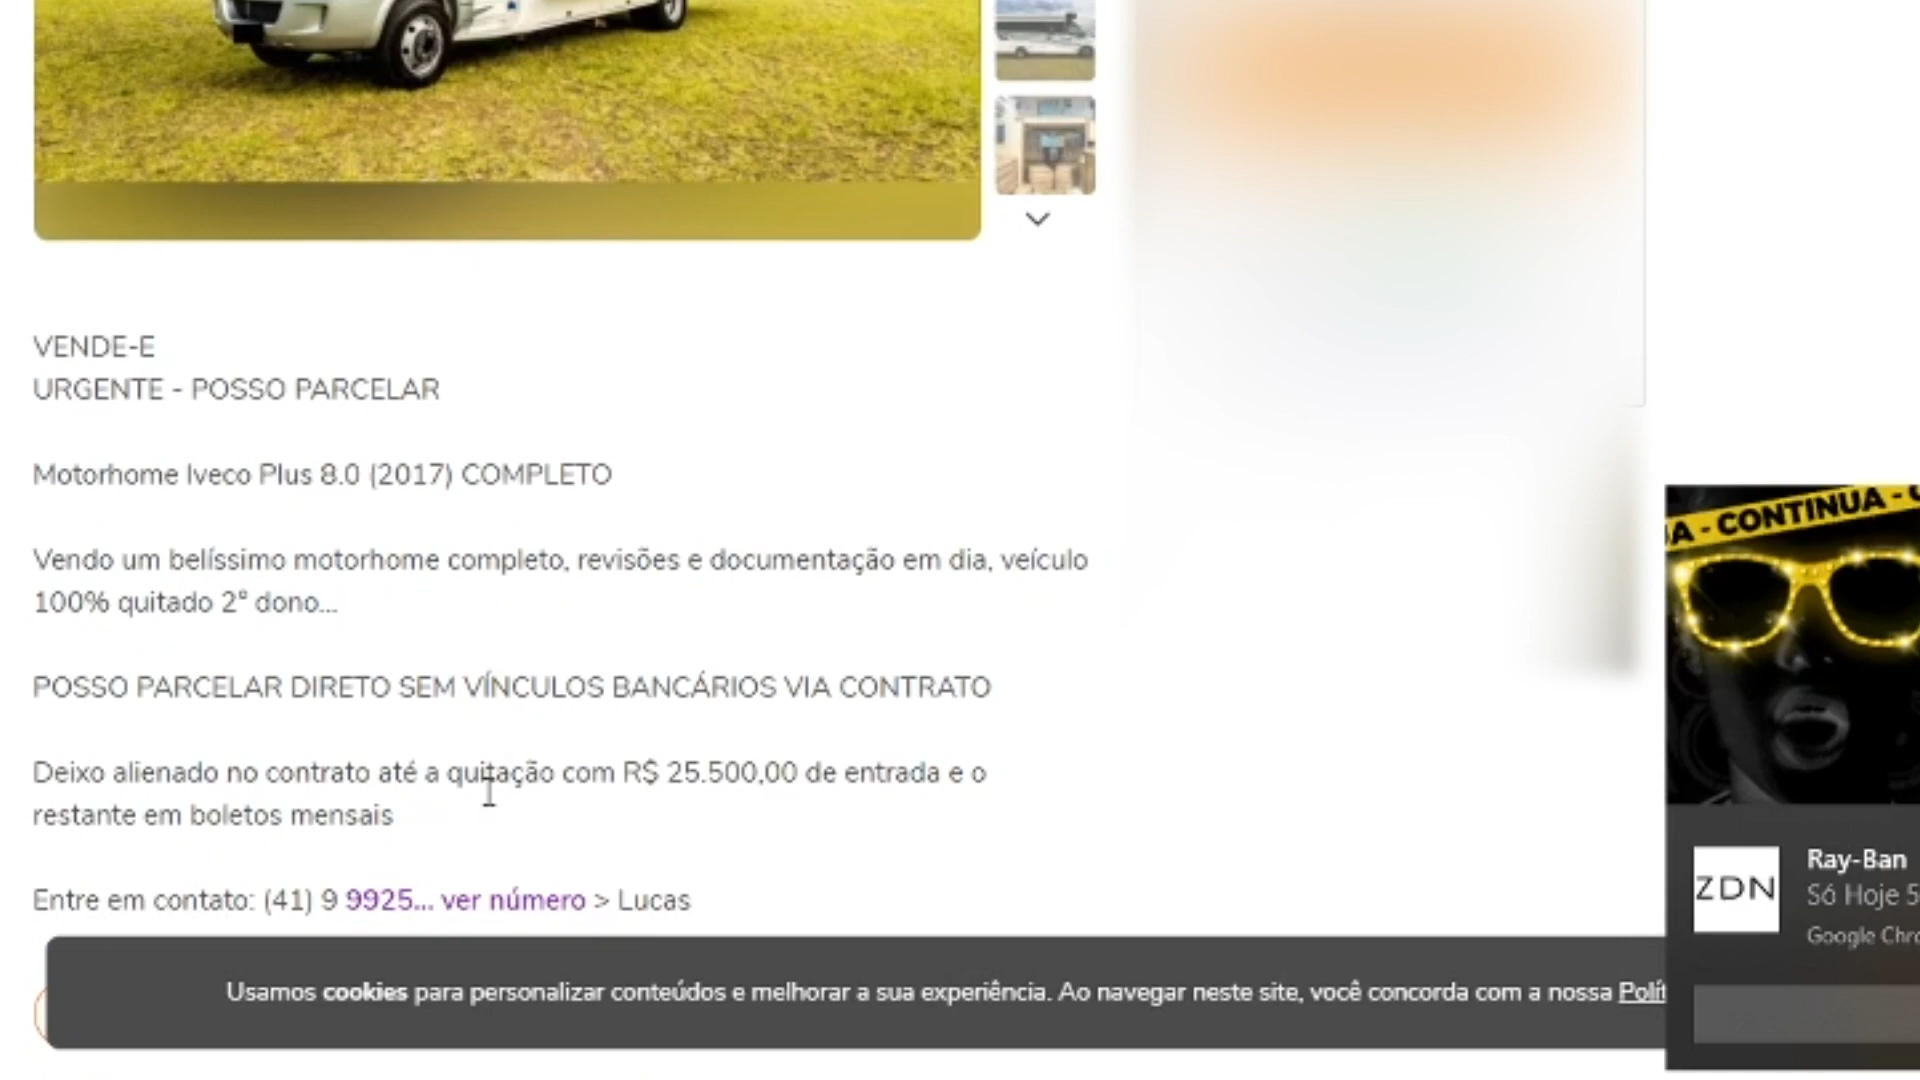 VENDE-E
URGENTE - POSSO PARCELAR
Motorhome Iveco Plus 8.0 (2017) COMPLETO
Vendo um belíssimo motorhome completo, revisões e documentação em dia, veículo
100% quitado 2° dono...
POSSO PARCELAR DIRETO SEM VÍNCULOS BANCÁRIOS VIA CONTRATO
Deixo alienado no contrato até a quitação com R$ 25.500,00 de entrada e o
restante em boletos mensais
Entre em contato: (41) 9 9925... ver número > Lucas
Usamos cookies para personalizar conteúdos e melhorar a sua experiência. Ao navegar neste site, você concorda com a nossa
- CONTINUA -
ZDN
Ray-Ban
Só Hoje 5
Google